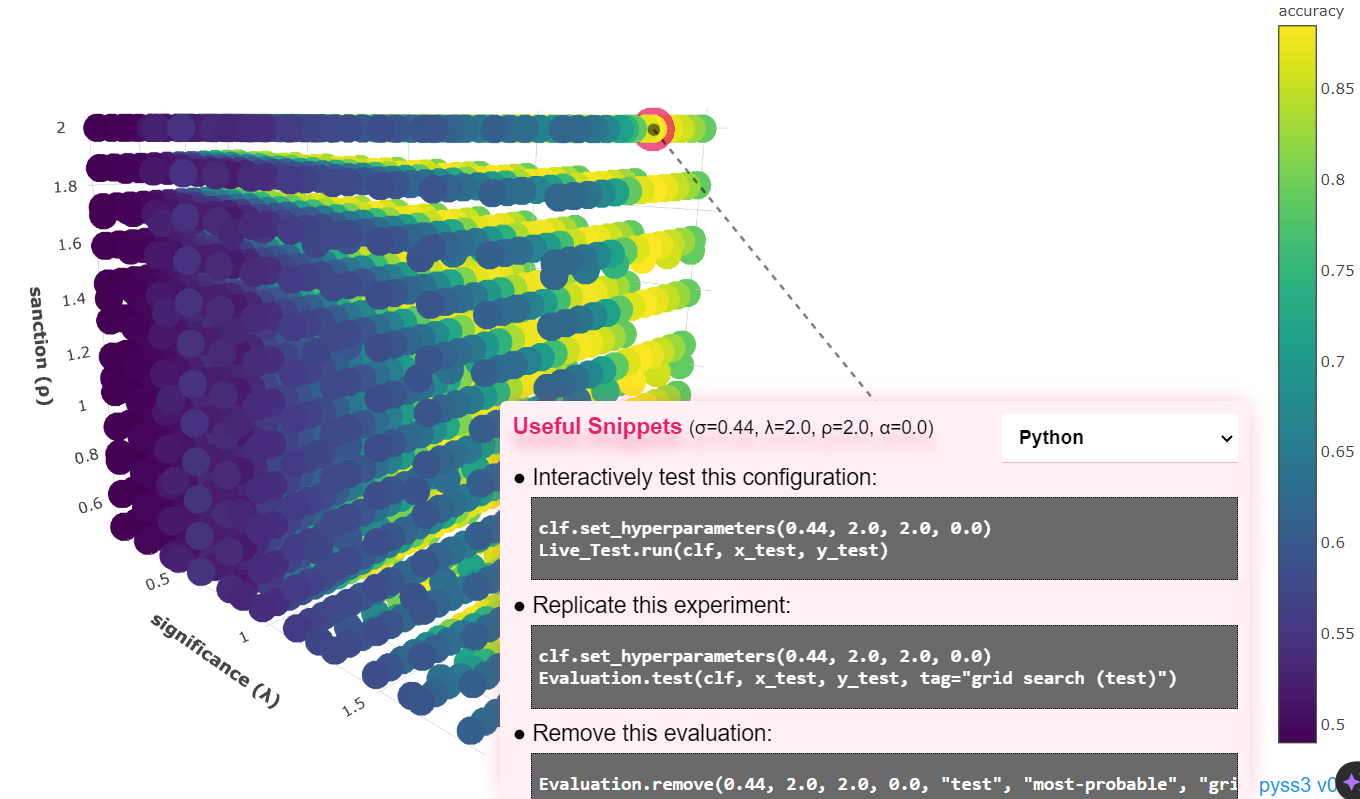 accuracy
0.85
0.8
0.75
0.7
0.65
0.6
0.55
0.5
2
1.8
1.6
1.4
1.2
1
0.8
0.6
sanction (ρ)
0.5
1
1.5
significance (λ)
Useful Snippets (σ=0.44, λ=2.0, ρ=2.0, α=0.0)
Python
● Interactively test this configuration:
clf.set_hyperparameters(0.44, 2.0, 2.0, 0.0)
Live_Test.run(clf, x_test, y_test)
● Replicate this experiment:
clf.set_hyperparameters(0.44, 2.0, 2.0, 0.0)
Evaluation.test(clf, x_test, y_test, tag="grid search (test)")
● Remove this evaluation:
Evaluation.remove(0.44, 2.0, 2.0, 0.0, "test", "most-probable", "gri
pyss3 v0